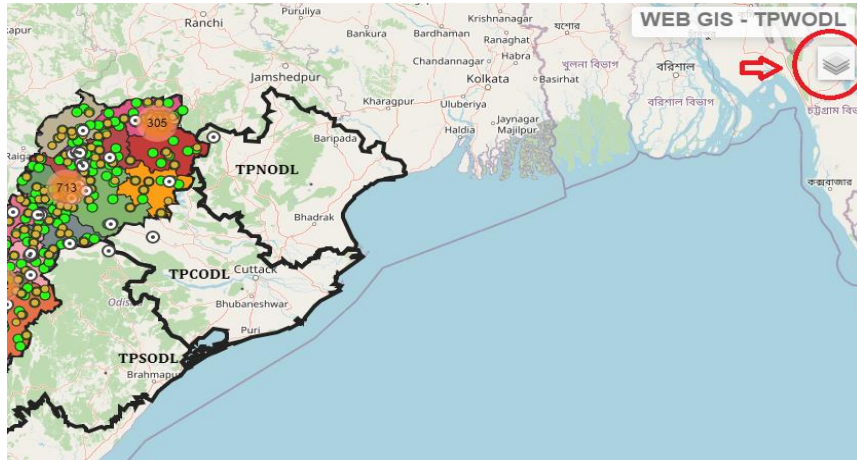 Ranchi
Puruliya
Bankura
Bardhaman
Krishnanagar
Ranaghat
Habra
যশোর
WEB GIS - TPWODL
খুলনা বিভাগ
বরিশাল
বরিশাল বিভাগ
Chandannagar
Kolkata
Basirhat
Jamshedpur
Kharagpur
Uluberiya
Haldia
Jaynagar
Majilpur
চট্টগ্রাম
কক্সবাজার
305
713
Baripada
TPNODL
Bhadrak
TPCODL
Cuttack
Bhubaneshwar
Puri
TPSODL
Brahmapur